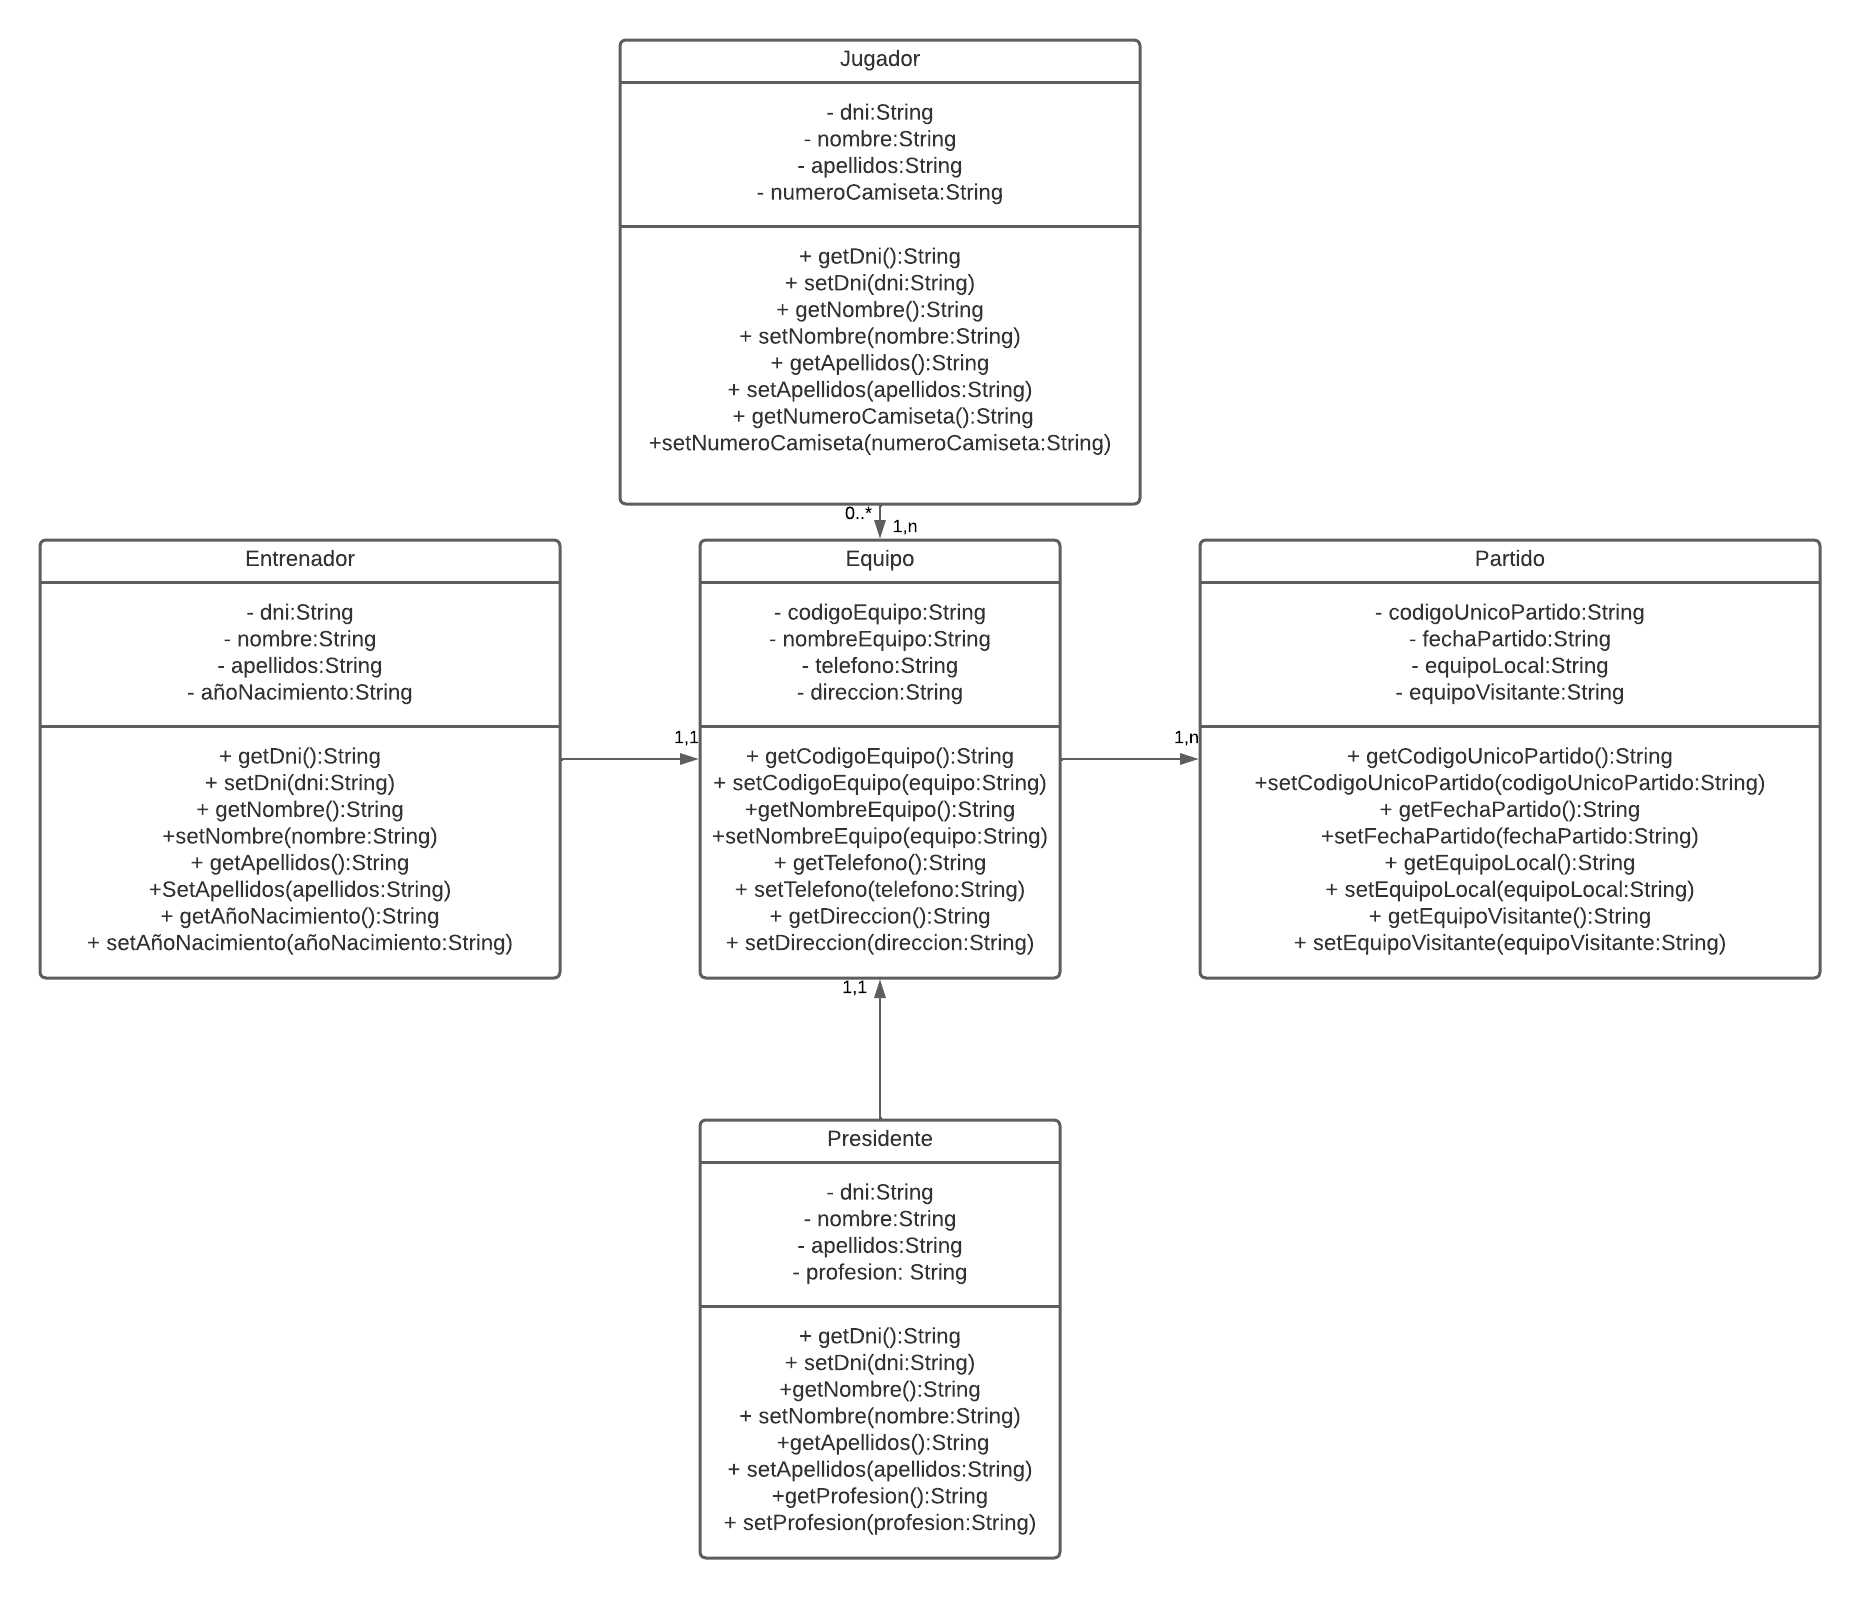 Jugador
- dni:String
- nombre:String
- apellidos:String
- numeroCamiseta:String
+ getDni():String
+ setDni(dni:String)
+ getNombre():String
+ setNombre(nombre:String)
+ getApellidos():String
+ setApellidos(apellidos:String)
+ getNumeroCamiseta():String
+setNumeroCamiseta(numeroCamiseta:String)
0..*
1,n
Entrenador
- dni:String
- nombre:String
- apellidos:String
- añoNacimiento:String
+ getDni():String
+ setDni(dni:String)
+ getNombre():String
+setNombre(nombre:String)
+ getApellidos():String
+SetApellidos(apellidos:String)
+ getAñoNacimiento():String
+ setAñoNacimiento(añoNacimiento:String)
1,1
Equipo
- codigoEquipo:String
- nombreEquipo:String
- telefono:String
- direccion:String
+ getCodigoEquipo():String
+ setCodigoEquipo(equipo:String)
+getNombreEquipo():String
+setNombreEquipo(equipo:String)
+ getTelefono():String
+ setTelefono(telefono:String)
+ getDireccion():String
+ setDireccion(direccion:String)
1,n
Partido
- codigoUnicoPartido:String
- fechaPartido:String
- equipoLocal:String
- equipoVisitante:String
+ getCodigoUnicoPartido():String
+setCodigoUnicoPartido(codigoUnicoPartido:String)
+ getFechaPartido():String
+setFechaPartido(fechaPartido:String)
+ getEquipoLocal():String
+ setEquipoLocal(equipoLocal:String)
+ getEquipoVisitante():String
+ setEquipoVisitante(equipoVisitante:String)
1,1
Presidente
- dni:String
- nombre:String
- apellidos:String
- profesion: String
+ getDni():String
+ setDni(dni:String)
+getNombre():String
+ setNombre(nombre:String)
+getApellidos():String
+ setApellidos(apellidos:String)
+getProfesion():String
+ setProfesion(profesion:String)